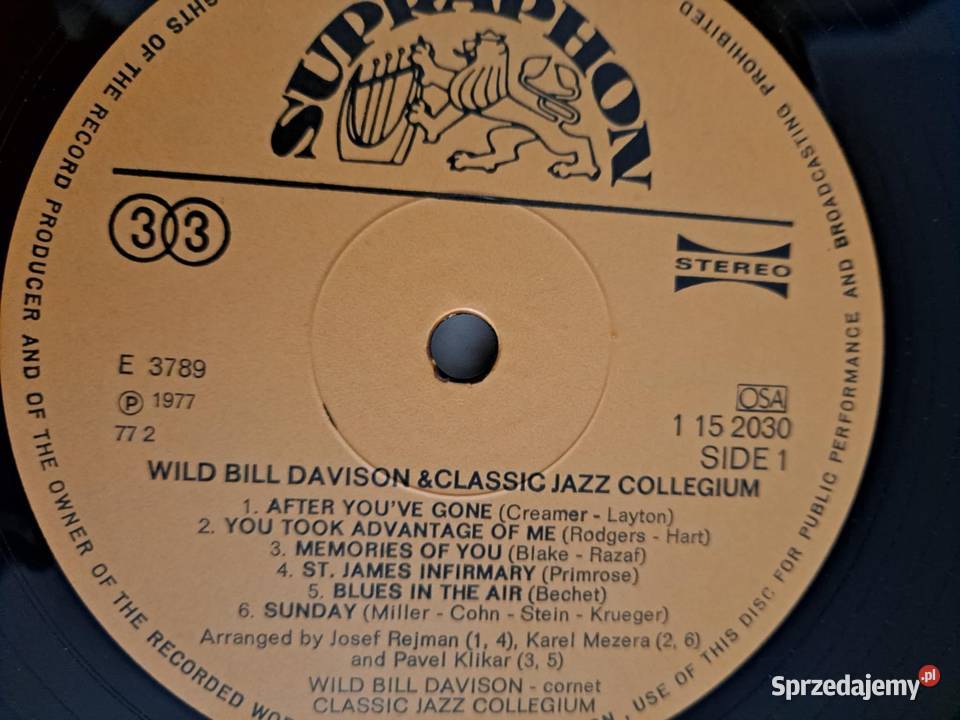 SUPRAPHON
33
STEREO
E 3789
Ⓟ 1977
77 2
OSA
1 15 2030
SIDE 1
WILD BILL DAVISON &CLASSIC JAZZ COLLEGIUM
1. AFTER YOU'VE GONE (Creamer - Layton)
2. YOU TOOK ADVANTAGE OF ME (Rodgers - Hart)
3. MEMORIES OF YOU (Blake - Razaf)
4. ST. JAMES INFIRMARY (Primrose)
5. BLUES IN THE AIR (Bechet)
6. SUNDAY (Miller - Cohn - Stein - Krueger)
Arranged by Josef Rejman (1, 4), Karel Mezera (2, 6)
and Pavel Klikar (3, 5)
WILD BILL DAVISON - cornet
CLASSIC JAZZ COLLEGIUM
OF THE RECORD PRODUCER AND OF THE OWNER OF THE RECORDED
USE OF THIS DISC FOR PUBLIC PERFORMANCE AND BROADCASTING PROHIBITED
Sprzedajemy.pl